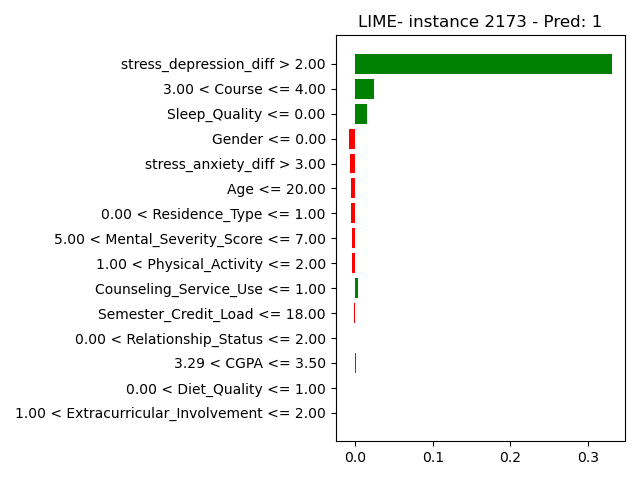 LIME- instance 2173 - Pred: 1
stress_depression_diff > 2.00
3.00 < Course <= 4.00
Sleep_Quality <= 0.00
Gender <= 0.00
stress_anxiety_diff > 3.00
Age <= 20.00
0.00 < Residence_Type <= 1.00
5.00 < Mental_Severity_Score <= 7.00
1.00 < Physical_Activity <= 2.00
Counseling_Service_Use <= 1.00
Semester_Credit_Load <= 18.00
0.00 < Relationship_Status <= 2.00
3.29 < CGPA <= 3.50
0.00 < Diet_Quality <= 1.00
1.00 < Extracurricular_Involvement <= 2.00
0.0 0.1 0.2 0.3